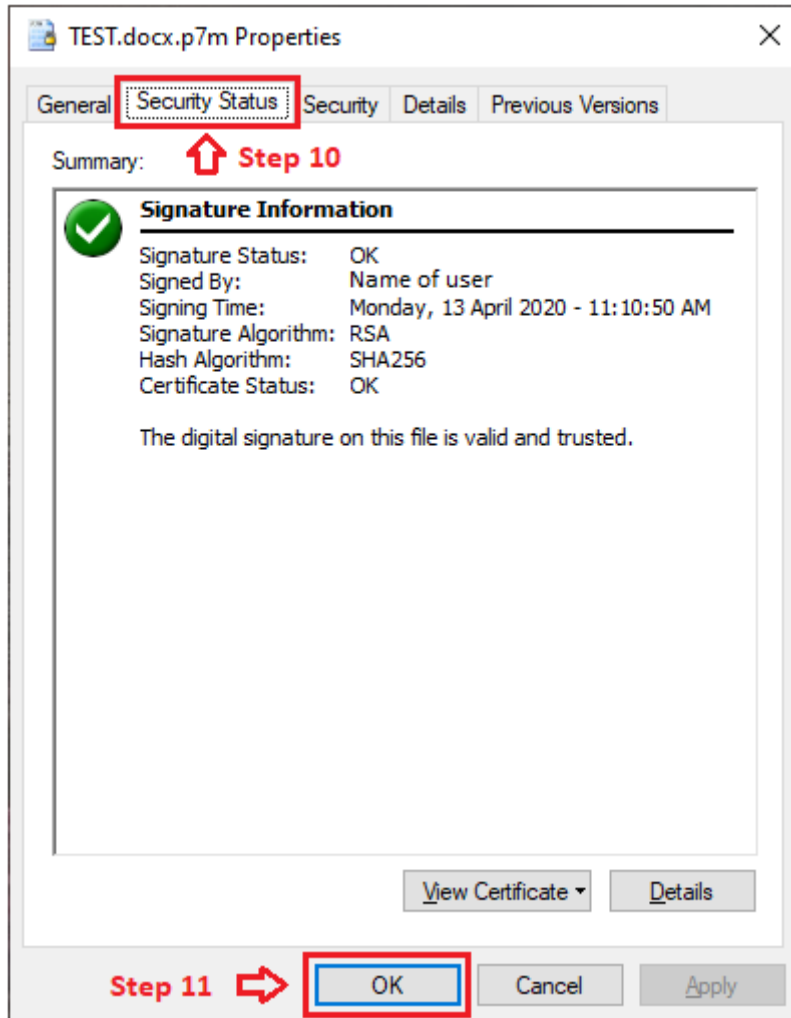 TEST.docx.p7m Properties
General Security Status Security Details Previous Versions
Summary: Step 10
Signature Information
Signature Status: OK
Signed By: Name of user
Signing Time: Monday, 13 April 2020 - 11:10:50 AM
Signature Algorithm: RSA
Hash Algorithm: SHA256
Certificate Status: OK
The digital signature on this file is valid and trusted.
View Certificate Details
Step 11 OK Cancel Apply